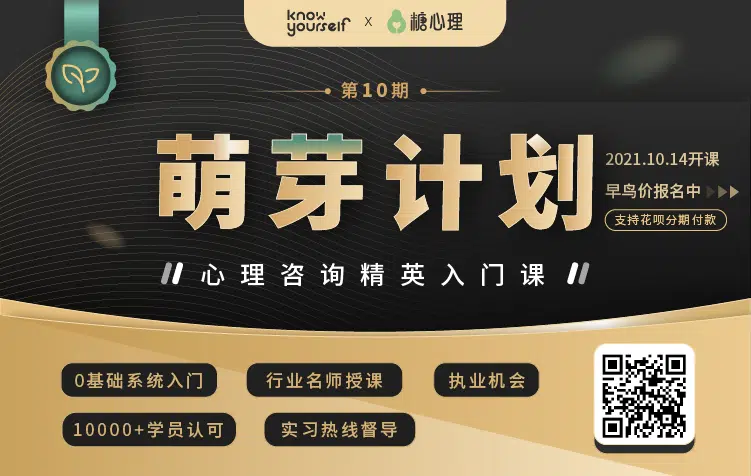 know yourself x 糖心理
第10期
萌芽计划
2021.10.14开课
早鸟价报名中
支持花呗分期付款
心理咨询精英入门课
0基础系统入门
行业名师授课
执业机会
10000+学员认可
实习热线督导